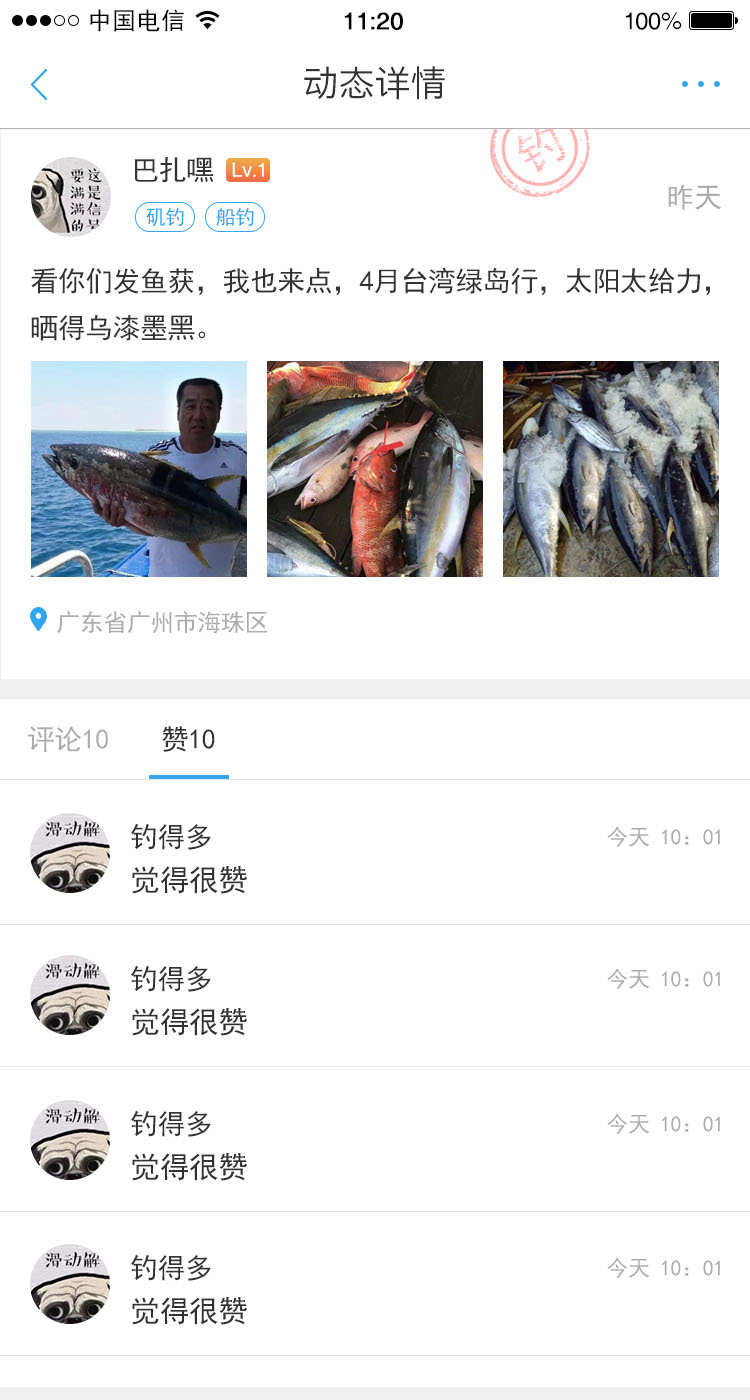 中国电信
11:20
100%
动态详情
钓
巴扎嘿
Lv.1
昨天
矶钓
船钓
这是信号
要满满的
看你们发鱼获，我也来点，4月台湾绿岛行，太阳太给力，
晒得乌漆墨黑。
广东省广州市海珠区
评论10
赞10
滑动解
钓得多
今天 10：01
觉得很赞
滑动解
钓得多
今天 10：01
觉得很赞
滑动解
钓得多
今天 10：01
觉得很赞
滑动解
钓得多
今天 10：01
觉得很赞